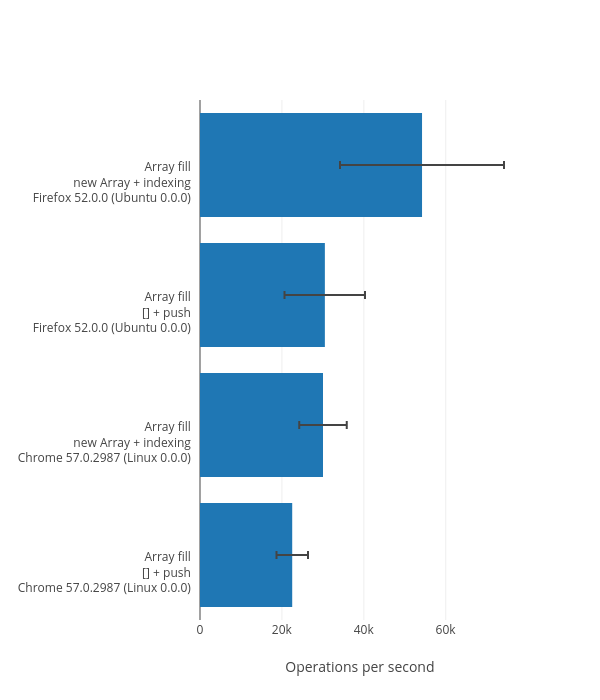 Array fill
new Array + indexing
Firefox 52.0.0 (Ubuntu 0.0.0)
Array fill
[] + push
Firefox 52.0.0 (Ubuntu 0.0.0)
Array fill
new Array + indexing
Chrome 57.0.2987 (Linux 0.0.0)
Array fill
[] + push
Chrome 57.0.2987 (Linux 0.0.0)
0 20k 40k 60k
Operations per second